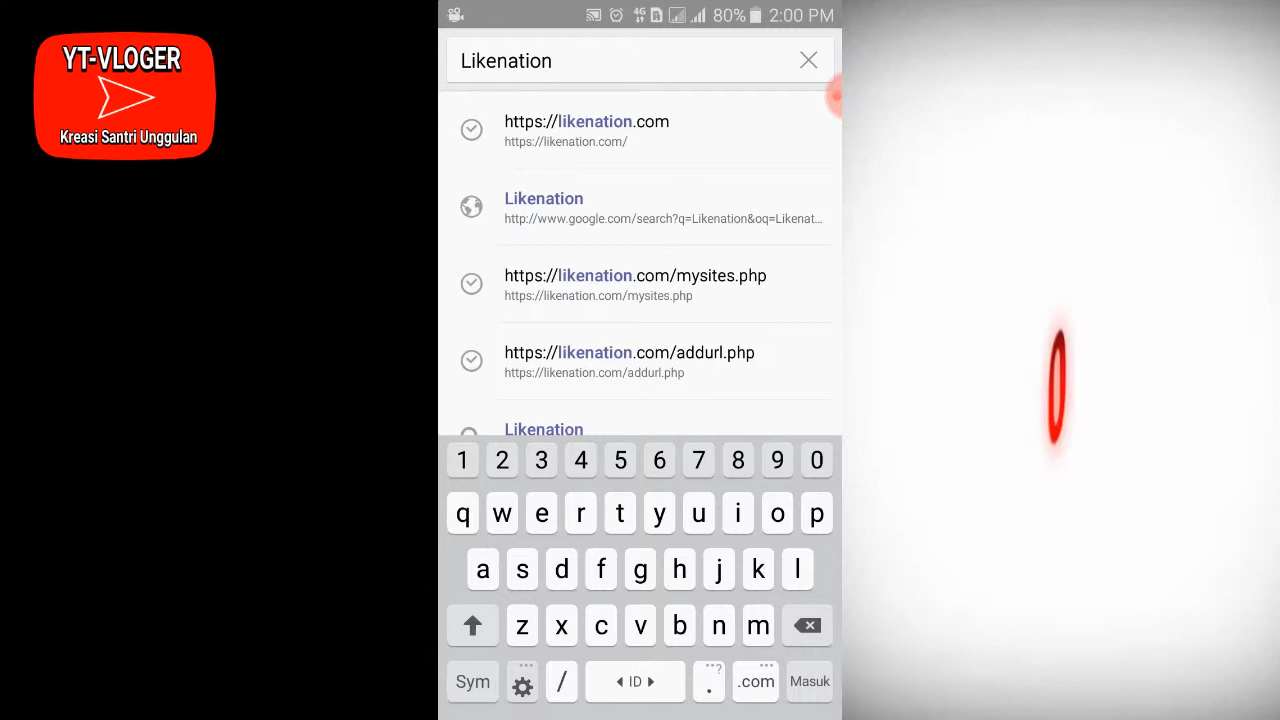 YT-VLOGER
Kreasi Santri Unggulan
4G R 80% 2:00 PM
Likenation
https://likenation.com
https://likenation.com/
Likenation
http://www.google.com/search?q=Likenation&oq=Likenat...
https://likenation.com/mysites.php
https://likenation.com/mysites.php
https://likenation.com/addurl.php
https://likenation.com/addurl.php
Likenation
1 2 3 4 5 6 7 8 9 0
q w e r t y u i o p
a s d f g h j k l
z x c v b n m
Sym / ID . ...? .com ... Masuk
0